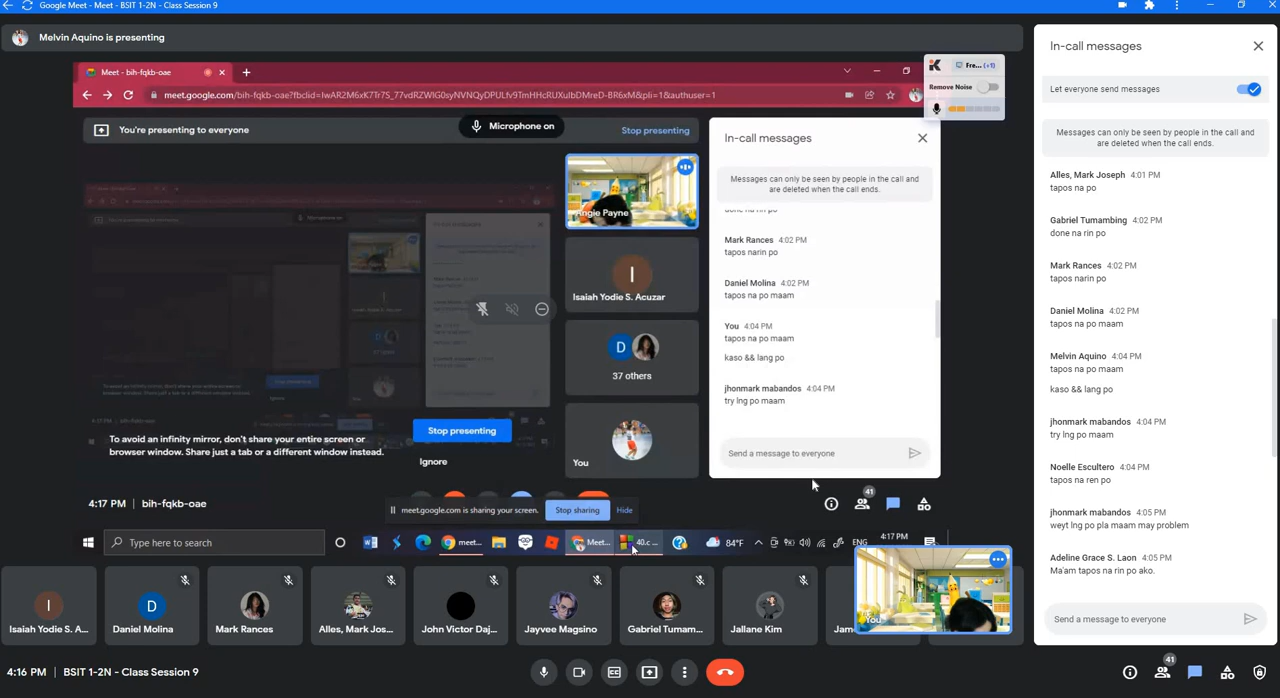 Google Meet - Meet - BSIT 1-2N - Class Session 9
Melvin Aquino is presenting
Meet - bih-fqkb-oae
You're presenting to everyone
Microphone on
Stop presenting
Angie Payne
Isaiah Yodie S. Acuzar
D
37 others
You
To avoid an infinity mirror, don't share your entire screen or
browser window. Share just a tab or a different window instead.
Stop presenting
Ignore
In-call messages
Messages can only be seen by people in the call and
are deleted when the call ends.
done na rin po
Mark Rances 4:02 PM
tapos narin po
Daniel Molina 4:02 PM
tapos na po maam
You 4:04 PM
tapos na po maam
kaso && lang po
jhonmark mabandos 4:04 PM
try lng po maam
Send a message to everyone
4:17 PM | bih-fqkb-oae
41
meet.google.com is sharing your screen.
Stop sharing
Hide
Type here to search
meet...
Meet...
40.c ...
84°F
ENG
4:17 PM
Fre... (+1)
Remove Noise
Isaiah Yodie S. A...
D
Daniel Molina
Mark Rances
Alles, Mark Jos...
John Victor Daj...
Jayvee Magsino
Gabriel Tumam...
Jallane Kim
You
4:16 PM | BSIT 1-2N - Class Session 9
In-call messages
Let everyone send messages
Messages can only be seen by people in the call and
are deleted when the call ends.
Alles, Mark Joseph 4:01 PM
tapos na po
Gabriel Tumambing 4:02 PM
done na rin po
Mark Rances 4:02 PM
tapos narin po
Daniel Molina 4:02 PM
tapos na po maam
Melvin Aquino 4:04 PM
tapos na po maam
kaso && lang po
jhonmark mabandos 4:04 PM
try lng po maam
Noelle Escultero 4:04 PM
tapos na ren po
jhonmark mabandos 4:05 PM
weyt lng po pla maam may problem
Adeline Grace S. Laon 4:05 PM
Ma'am tapos na rin po ako.
Send a message to everyone
41